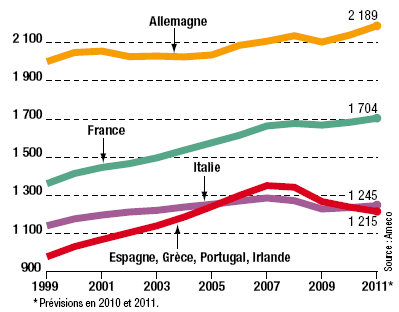 Allemagne
2 189
2 100
1 900
1 704
1 700
France
1 500
Italie
1 300
1 245
1 215
1 100
Espagne, Grèce, Portugal, Irlande
900
1999 2001 2003 2005 2007 2009 2011*
* Prévisions en 2010 et 2011.
Source : Ameco